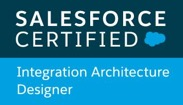 SALESFORCE
CERTIFIED
Integration Architecture
Designer